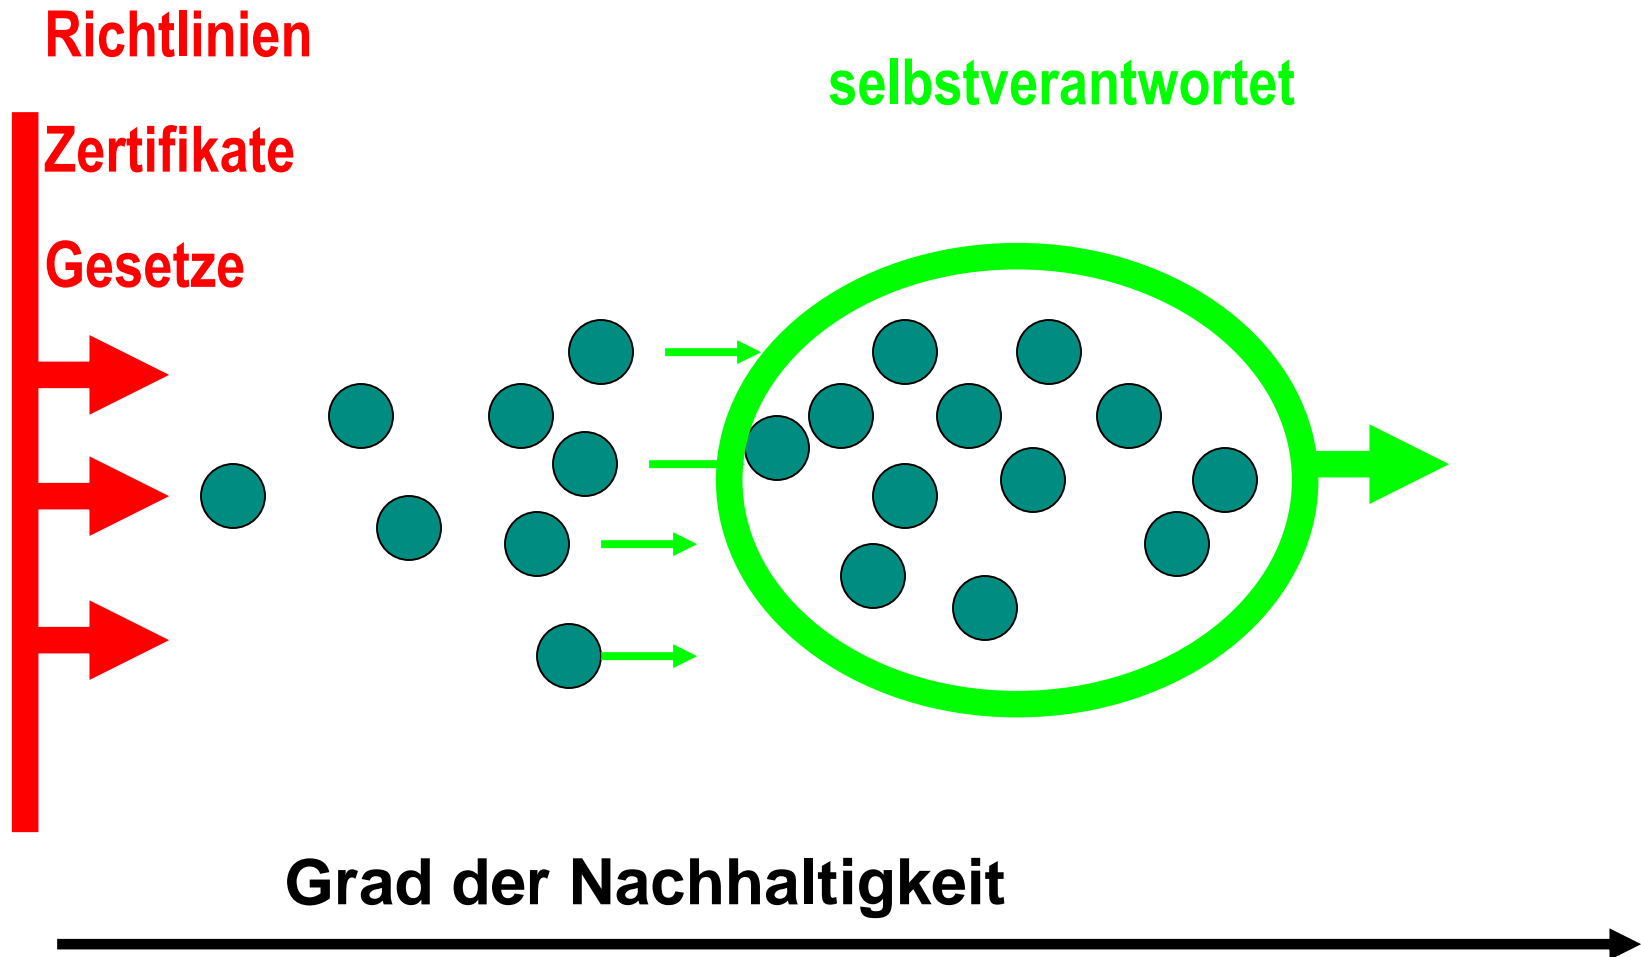 Richtlinien
selbstverantwortet
Zertifikate
Gesetze
Grad der Nachhaltigkeit